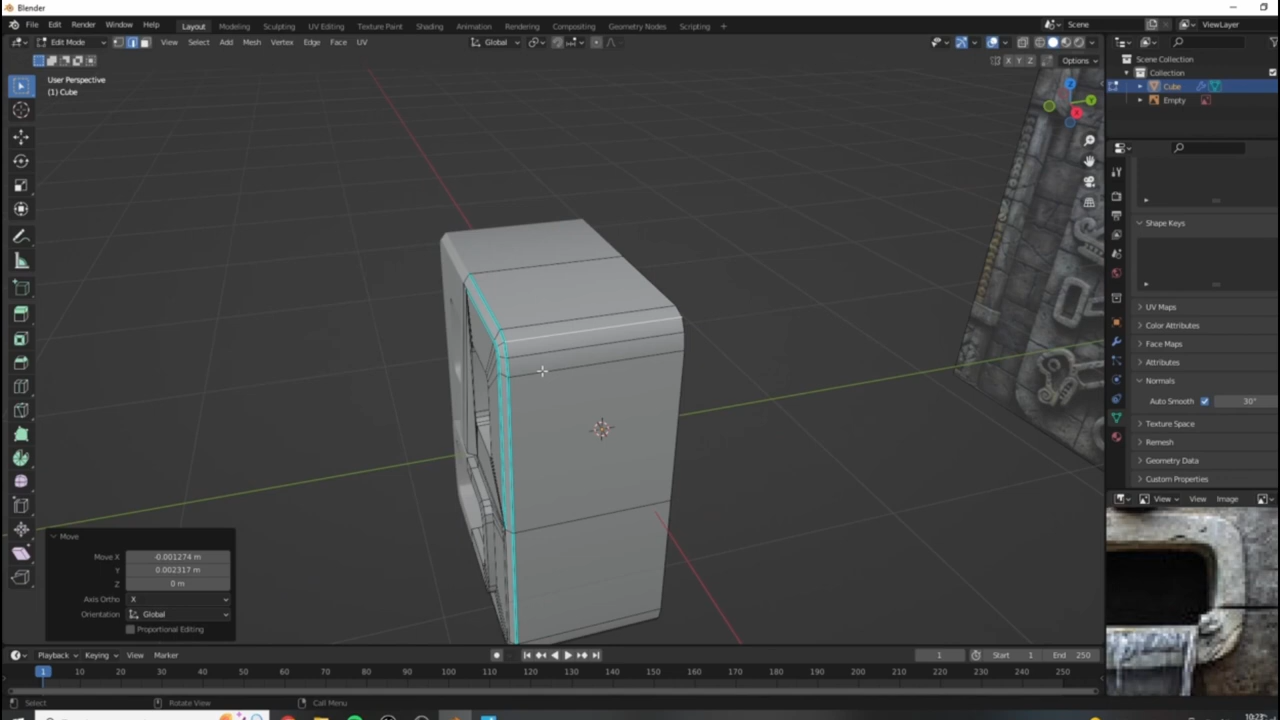 Blender
File Edit Render Window Help Layout Modeling Sculpting UV Editing Texture Paint Shading Animation Rendering Compositing Geometry Nodes Scripting + Scene ViewLayer
Edit Mode View Select Add Mesh Vertex Edge Face UV Global
X Y Z Options
User Perspective
(1) Cube
Scene Collection
Collection
Cube
Empty
Shape Keys
UV Maps
Color Attributes
Face Maps
Attributes
Normals
Auto Smooth 30°
Texture Space
Remesh
Geometry Data
Custom Properties
View View Image
Move
Move X -0.001274 m
Y 0.002317 m
Z 0 m
Axis Ortho X
Orientation Global
Proportional Editing
Playback Keying View Marker 1 Start 1 End 250
1 10 20 30 40 50 60 70 80 90 100 110 120 130 140 150 160 170 180 190 200 210 220 230 240 250
Select Rotate View Call Menu
10:23